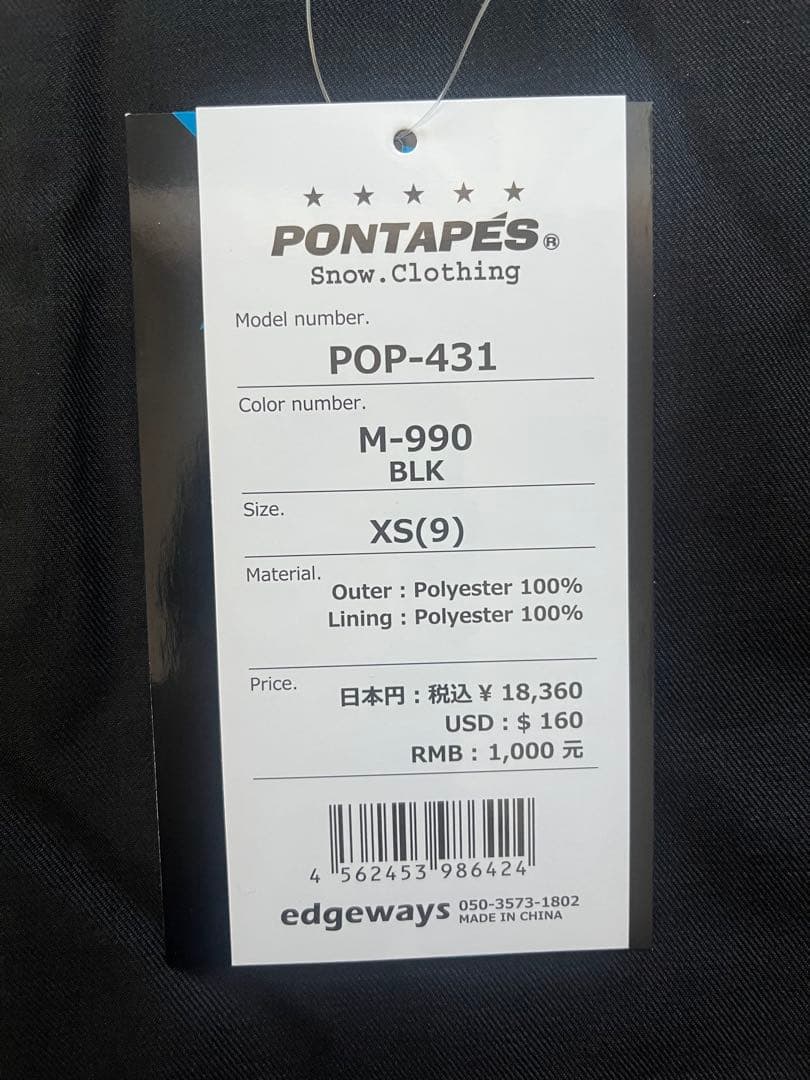 ★ ★ ★ ★ ★
PONTAPÉS®
Snow.Clothing
Model number.
POP-431
Color number.
M-990
BLK
Size.
XS(9)
Material.
Outer : Polyester 100%
Lining : Polyester 100%
Price.
日本円 : 税込 ¥ 18,360
USD : $ 160
RMB : 1,000 元
4 562453 986424
edgeways 050-3573-1802
MADE IN CHINA